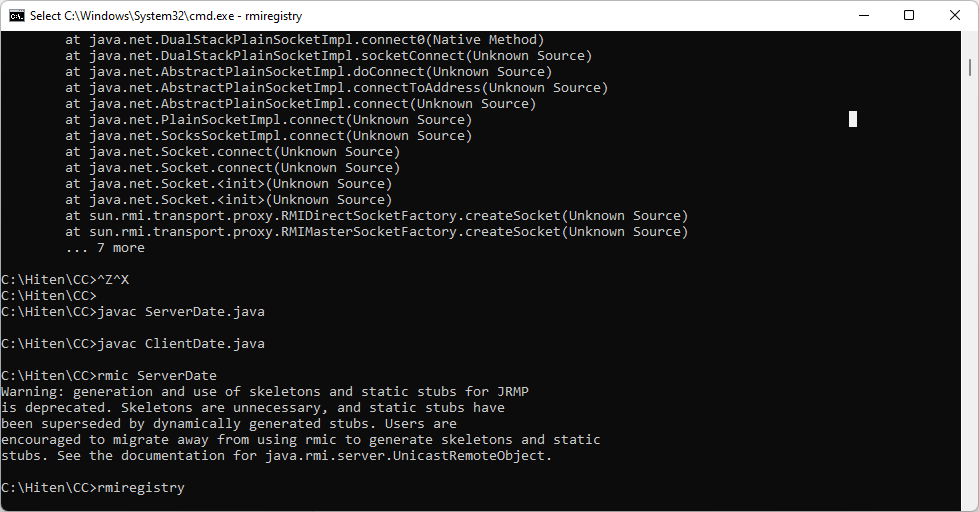 Select C:\Windows\System32\cmd.exe - rmiregistry
at java.net.DualStackPlainSocketImpl.connect0(Native Method)
at java.net.DualStackPlainSocketImpl.socketConnect(Unknown Source)
at java.net.AbstractPlainSocketImpl.doConnect(Unknown Source)
at java.net.AbstractPlainSocketImpl.connectToAddress(Unknown Source)
at java.net.AbstractPlainSocketImpl.connect(Unknown Source)
at java.net.PlainSocketImpl.connect(Unknown Source)
at java.net.SocksSocketImpl.connect(Unknown Source)
at java.net.Socket.connect(Unknown Source)
at java.net.Socket.connect(Unknown Source)
at java.net.Socket.<init>(Unknown Source)
at java.net.Socket.<init>(Unknown Source)
at sun.rmi.transport.proxy.RMIDirectSocketFactory.createSocket(Unknown Source)
at sun.rmi.transport.proxy.RMIMasterSocketFactory.createSocket(Unknown Source)
... 7 more
C:\Hiten\CC>^Z^X
C:\Hiten\CC>
C:\Hiten\CC>javac ServerDate.java
C:\Hiten\CC>javac ClientDate.java
C:\Hiten\CC>rmic ServerDate
Warning: generation and use of skeletons and static stubs for JRMP
is deprecated. Skeletons are unnecessary, and static stubs have
been superseded by dynamically generated stubs. Users are
encouraged to migrate away from using rmic to generate skeletons and static
stubs. See the documentation for java.rmi.server.UnicastRemoteObject.
C:\Hiten\CC>rmiregistry